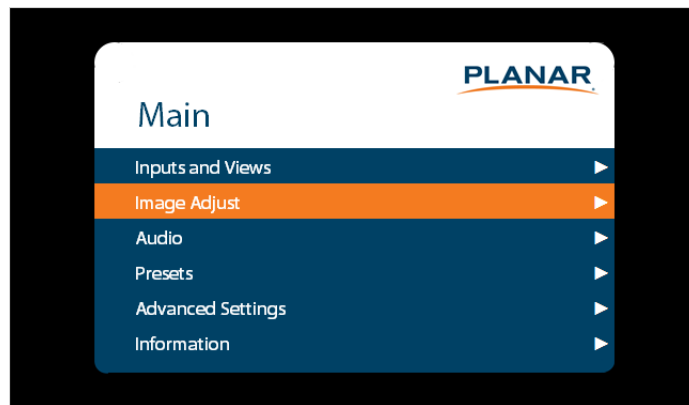 PLANAR
Main
Inputs and Views
Image Adjust
Audio
Presets
Advanced Settings
Information